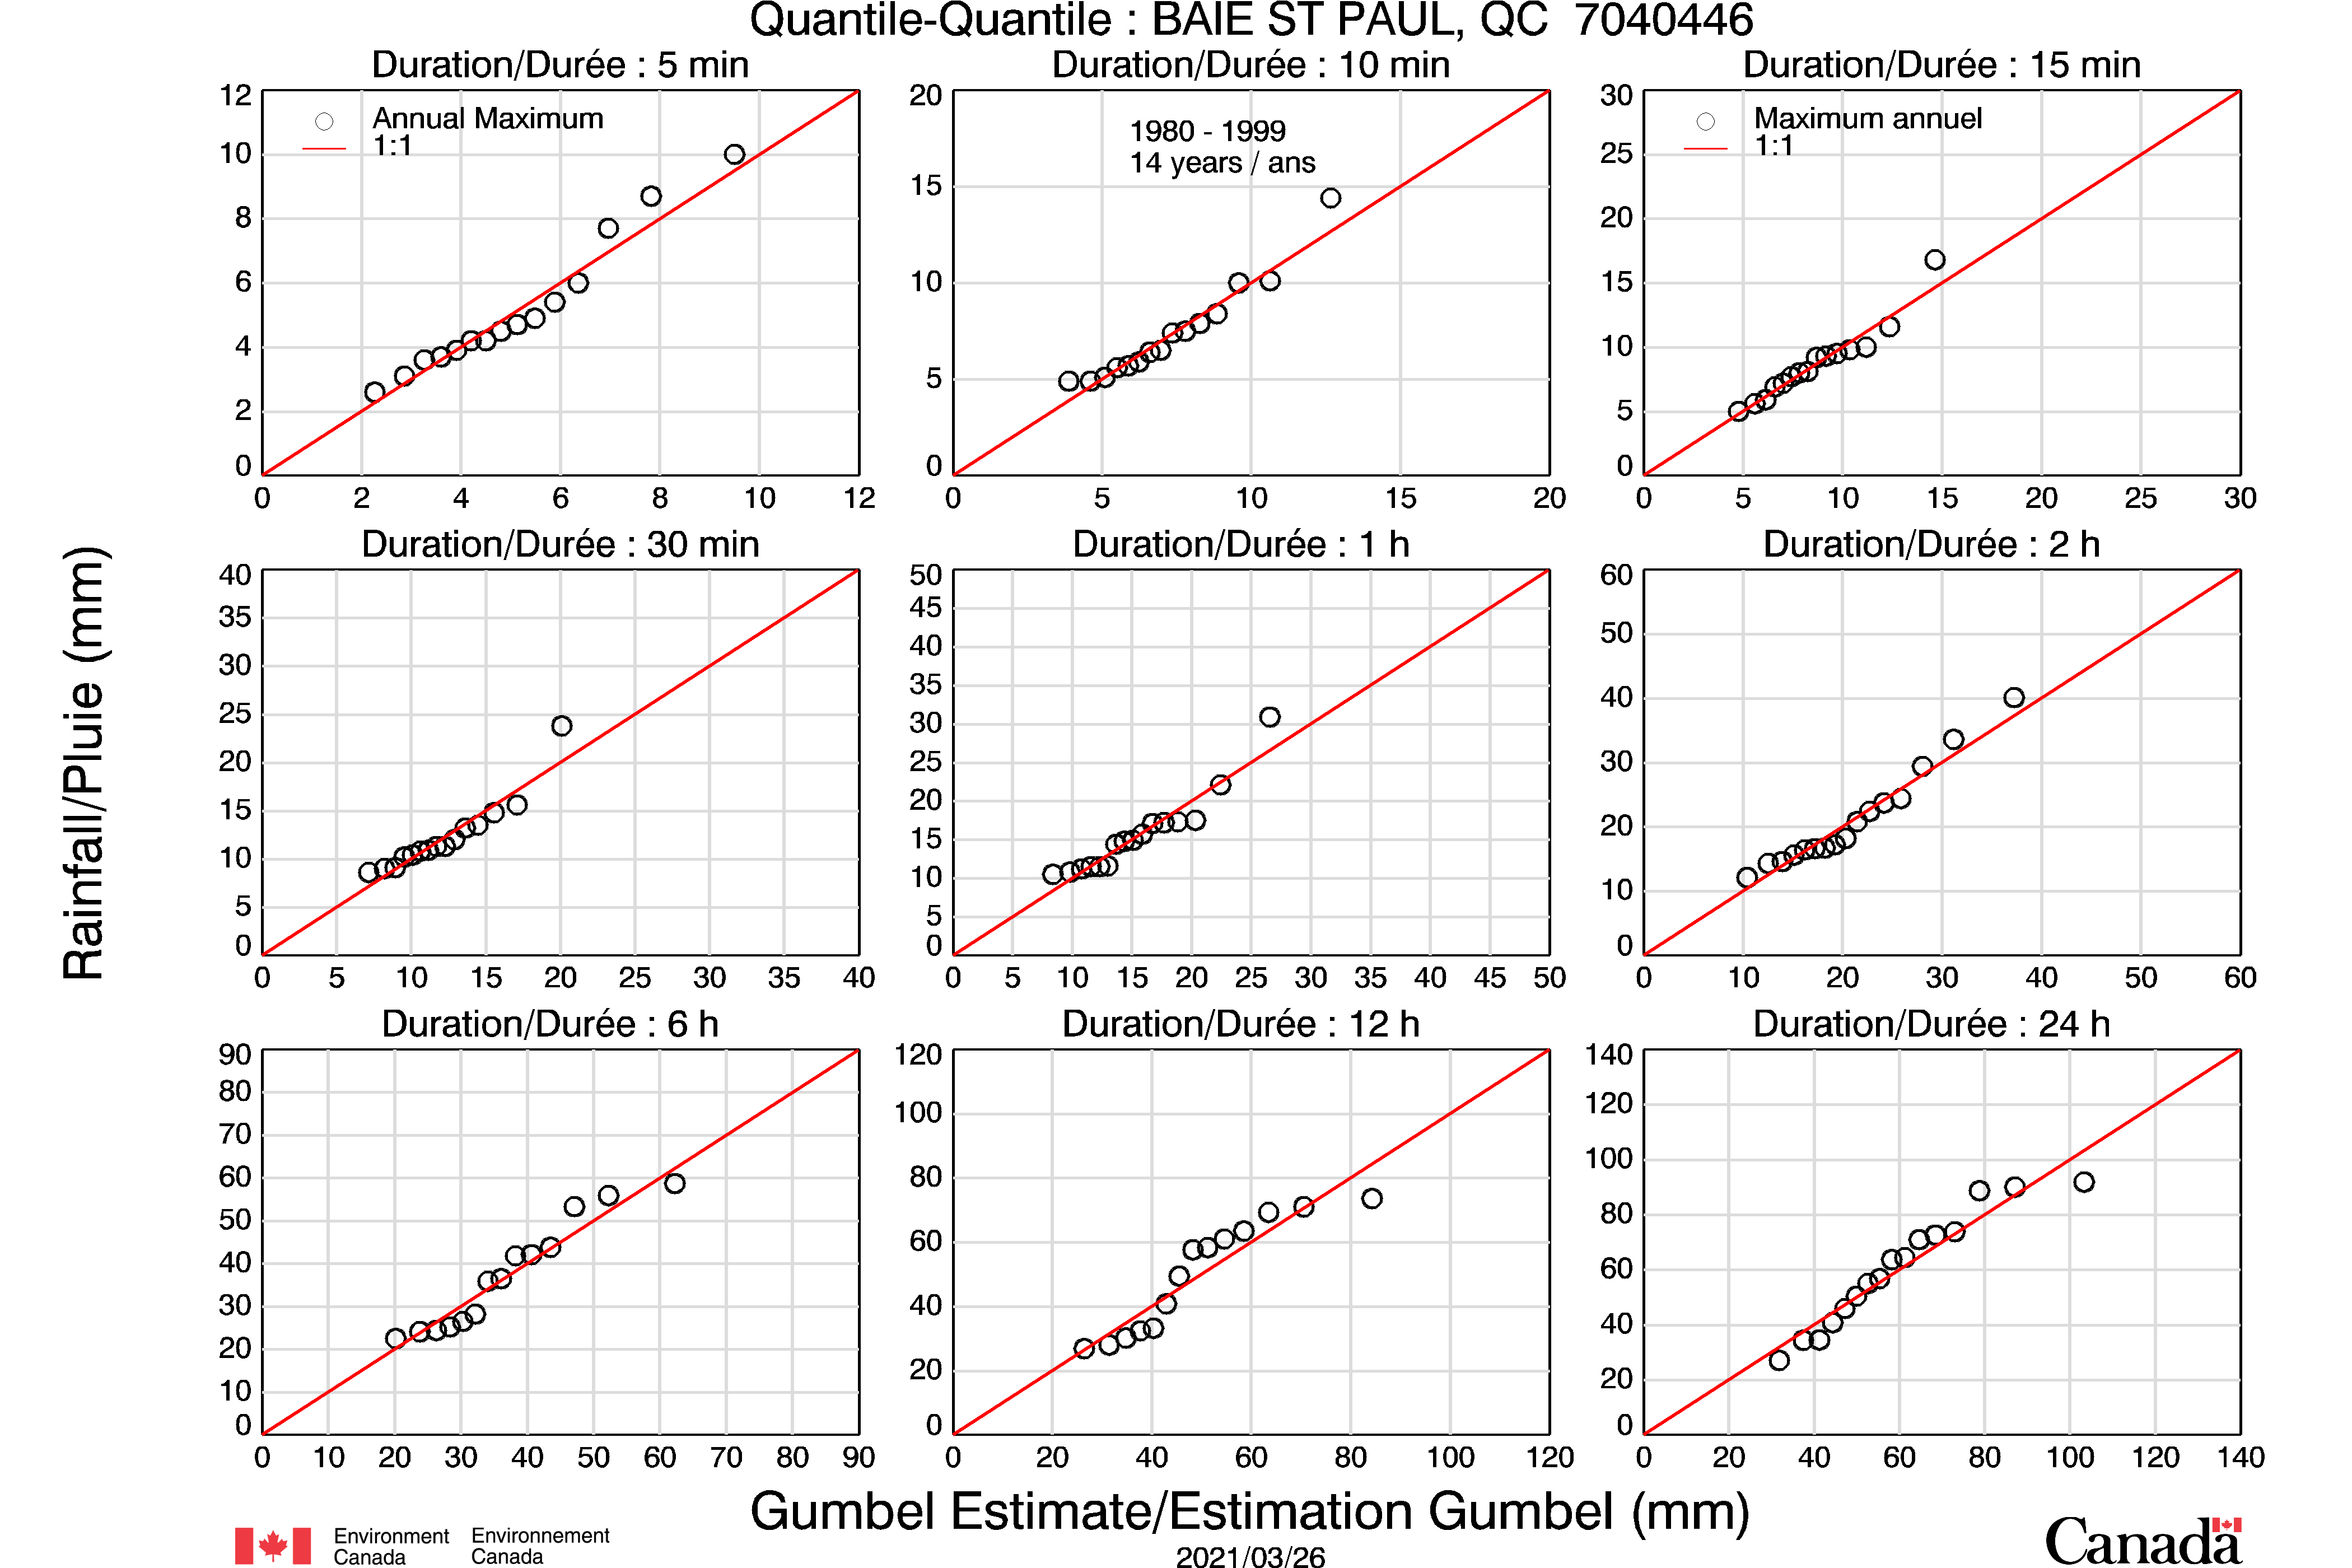 Quantile-Quantile : BAIE ST PAUL, QC 7040446
Duration/Durée : 5 min
12
10
8
6
4
2
0
0 2 4 6 8 10 12
Annual Maximum
1:1
Duration/Durée : 10 min
20
15
10
5
0
0 5 10 15 20
1980 - 1999
14 years / ans
Duration/Durée : 15 min
30
25
20
15
10
5
0
0 5 10 15 20 25 30
Maximum annuel
1:1
Rainfall/Pluie (mm)
Duration/Durée : 30 min
40
35
30
25
20
15
10
5
0
0 5 10 15 20 25 30 35 40
Duration/Durée : 1 h
50
45
40
35
30
25
20
15
10
5
0
0 5 10 15 20 25 30 35 40 45 50
Duration/Durée : 2 h
60
50
40
30
20
10
0
0 10 20 30 40 50 60
Duration/Durée : 6 h
90
80
70
60
50
40
30
20
10
0
0 10 20 30 40 50 60 70 80 90
Duration/Durée : 12 h
120
100
80
60
40
20
0
0 20 40 60 80 100 120
Duration/Durée : 24 h
140
120
100
80
60
40
20
0
0 20 40 60 80 100 120 140
Gumbel Estimate/Estimation Gumbel (mm)
Environment Canada
Environnement Canada
2021/03/26
Canada